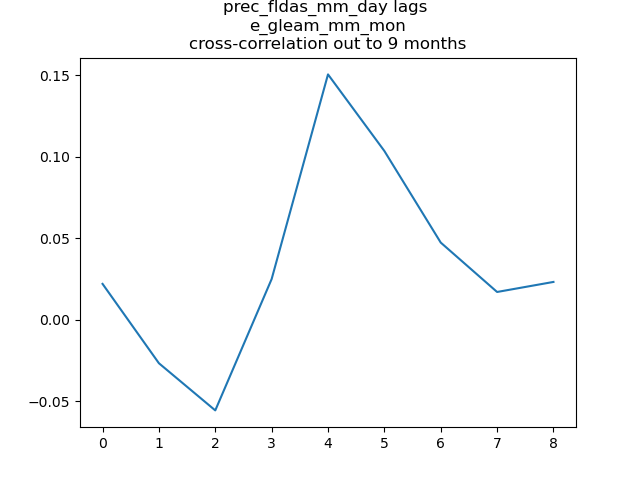 prec_fldas_mm_day lags
e_gleam_mm_mon
cross-correlation out to 9 months
0.15
0.10
0.05
0.00
−0.05
0 1 2 3 4 5 6 7 8